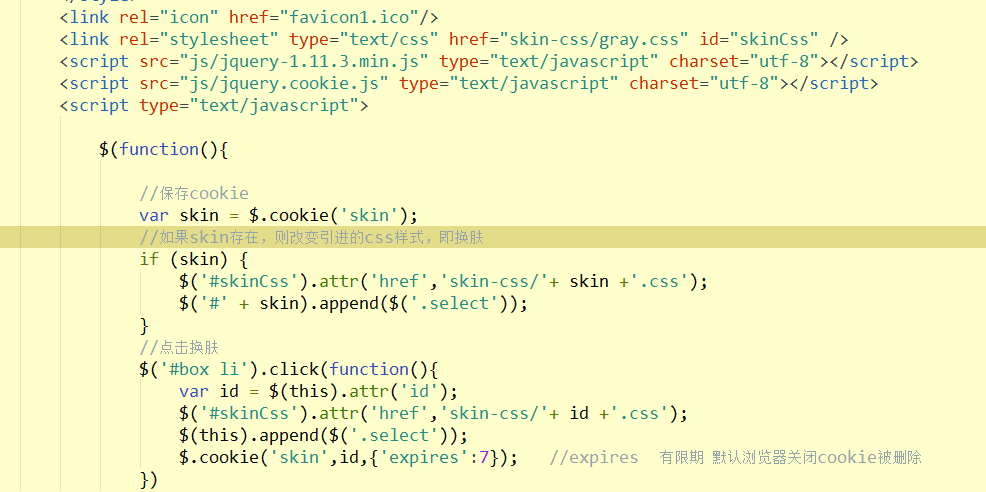 <link rel="icon" href="favicon1.ico"/>
<link rel="stylesheet" type="text/css" href="skin-css/gray.css" id="skinCss" />
<script src="js/jquery-1.11.3.min.js" type="text/javascript" charset="utf-8"></script>
<script src="js/jquery.cookie.js" type="text/javascript" charset="utf-8"></script>
<script type="text/javascript">
$(function(){
//保存cookie
var skin = $.cookie('skin');
//如果skin存在，则改变引进的css样式，即换肤
if (skin) {
$('#skinCss').attr('href','skin-css/'+ skin +'.css');
$('#' + skin).append($('.select'));
}
//点击换肤
$('#box li').click(function(){
var id = $(this).attr('id');
$('#skinCss').attr('href','skin-css/'+ id +'.css');
$(this).append($('.select'));
$.cookie('skin',id,{'expires':7});   //expires  有限期 默认浏览器关闭cookie被删除
})